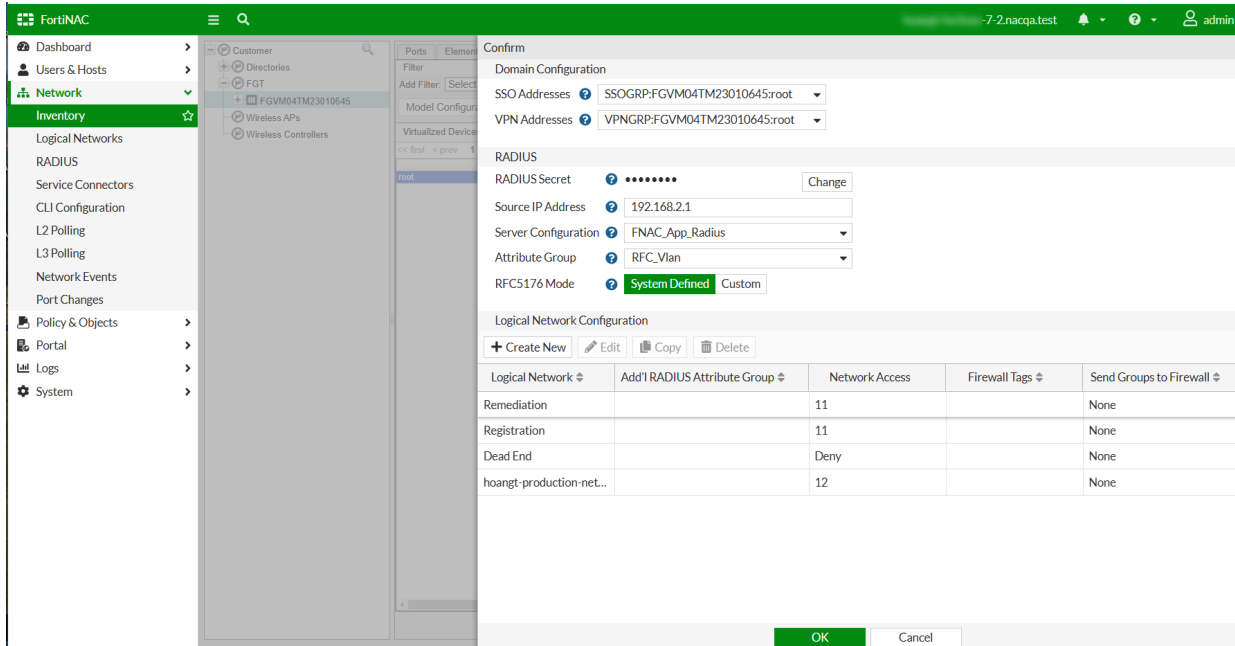 FortiNAC
-7-2.nacqa.test
admin
Dashboard
Users & Hosts
Network
Inventory
Logical Networks
RADIUS
Service Connectors
CLI Configuration
L2 Polling
L3 Polling
Network Events
Port Changes
Policy & Objects
Portal
Logs
System
Customer
Directories
FGT
FGVM04TM23010645
Wireless APs
Wireless Controllers
Ports Elemen
Filter
Add Filter: Select
Model Configura
Virtualized Device
<< first < prev 1
root
Confirm
Domain Configuration
SSO Addresses SSOGRP:FGVM04TM23010645:root
VPN Addresses VPNGRP:FGVM04TM23010645:root
RADIUS
RADIUS Secret •••••••• Change
Source IP Address 192.168.2.1
Server Configuration FNAC_App_Radius
Attribute Group RFC_Vlan
RFC5176 Mode System Defined Custom
Logical Network Configuration
+ Create New Edit Copy Delete
Logical Network Add'l RADIUS Attribute Group Network Access Firewall Tags Send Groups to Firewall
Remediation 11 None
Registration 11 None
Dead End Deny None
hoangt-production-net... 12 None
OK Cancel